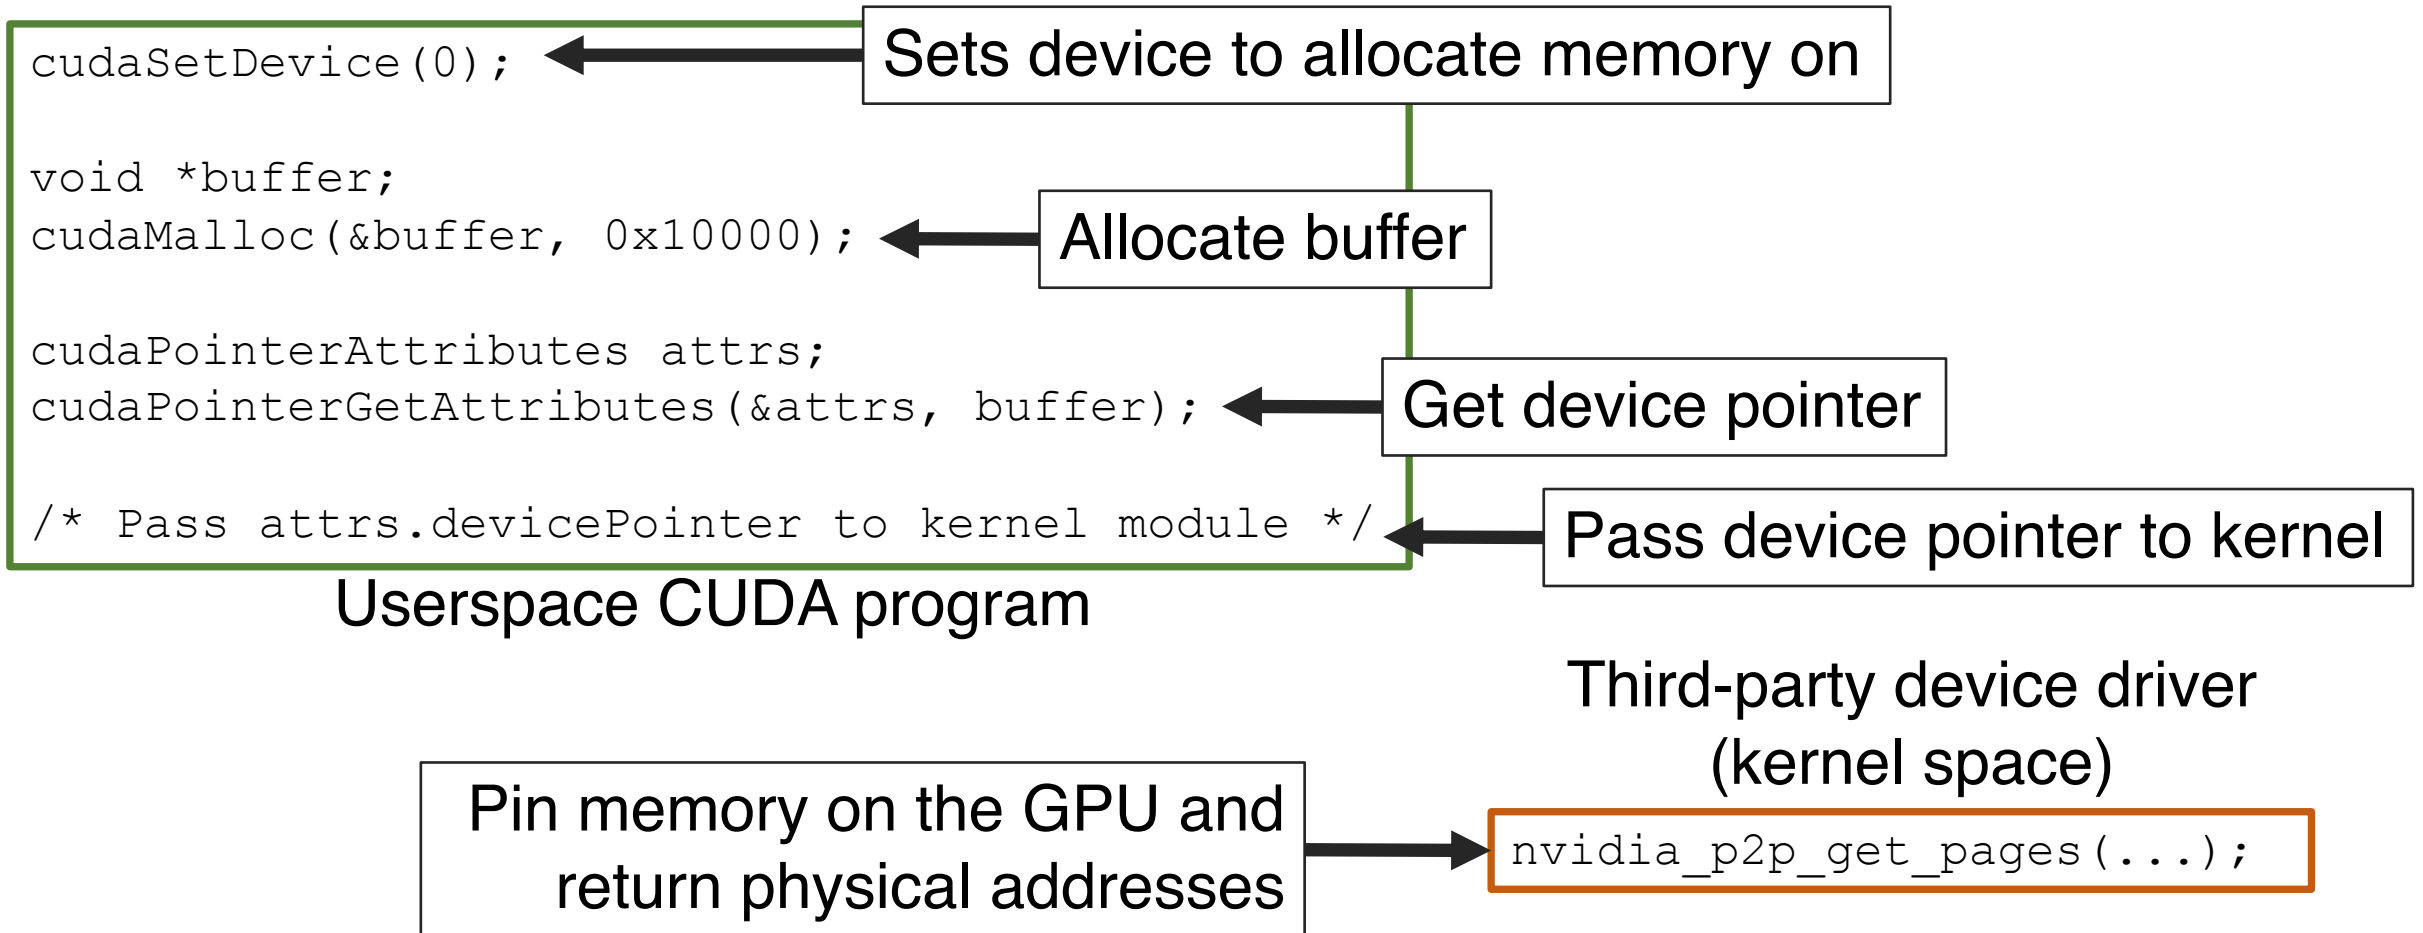 cudaSetDevice(0);
Sets device to allocate memory on
void *buffer;
cudaMalloc(&buffer, 0x10000);
Allocate buffer
cudaPointerAttributes attrs;
cudaPointerGetAttributes(&attrs, buffer);
Get device pointer
/* Pass attrs.devicePointer to kernel module */
Pass device pointer to kernel
Userspace CUDA program
Third-party device driver
(kernel space)
Pin memory on the GPU and
return physical addresses
nvidia_p2p_get_pages(...);